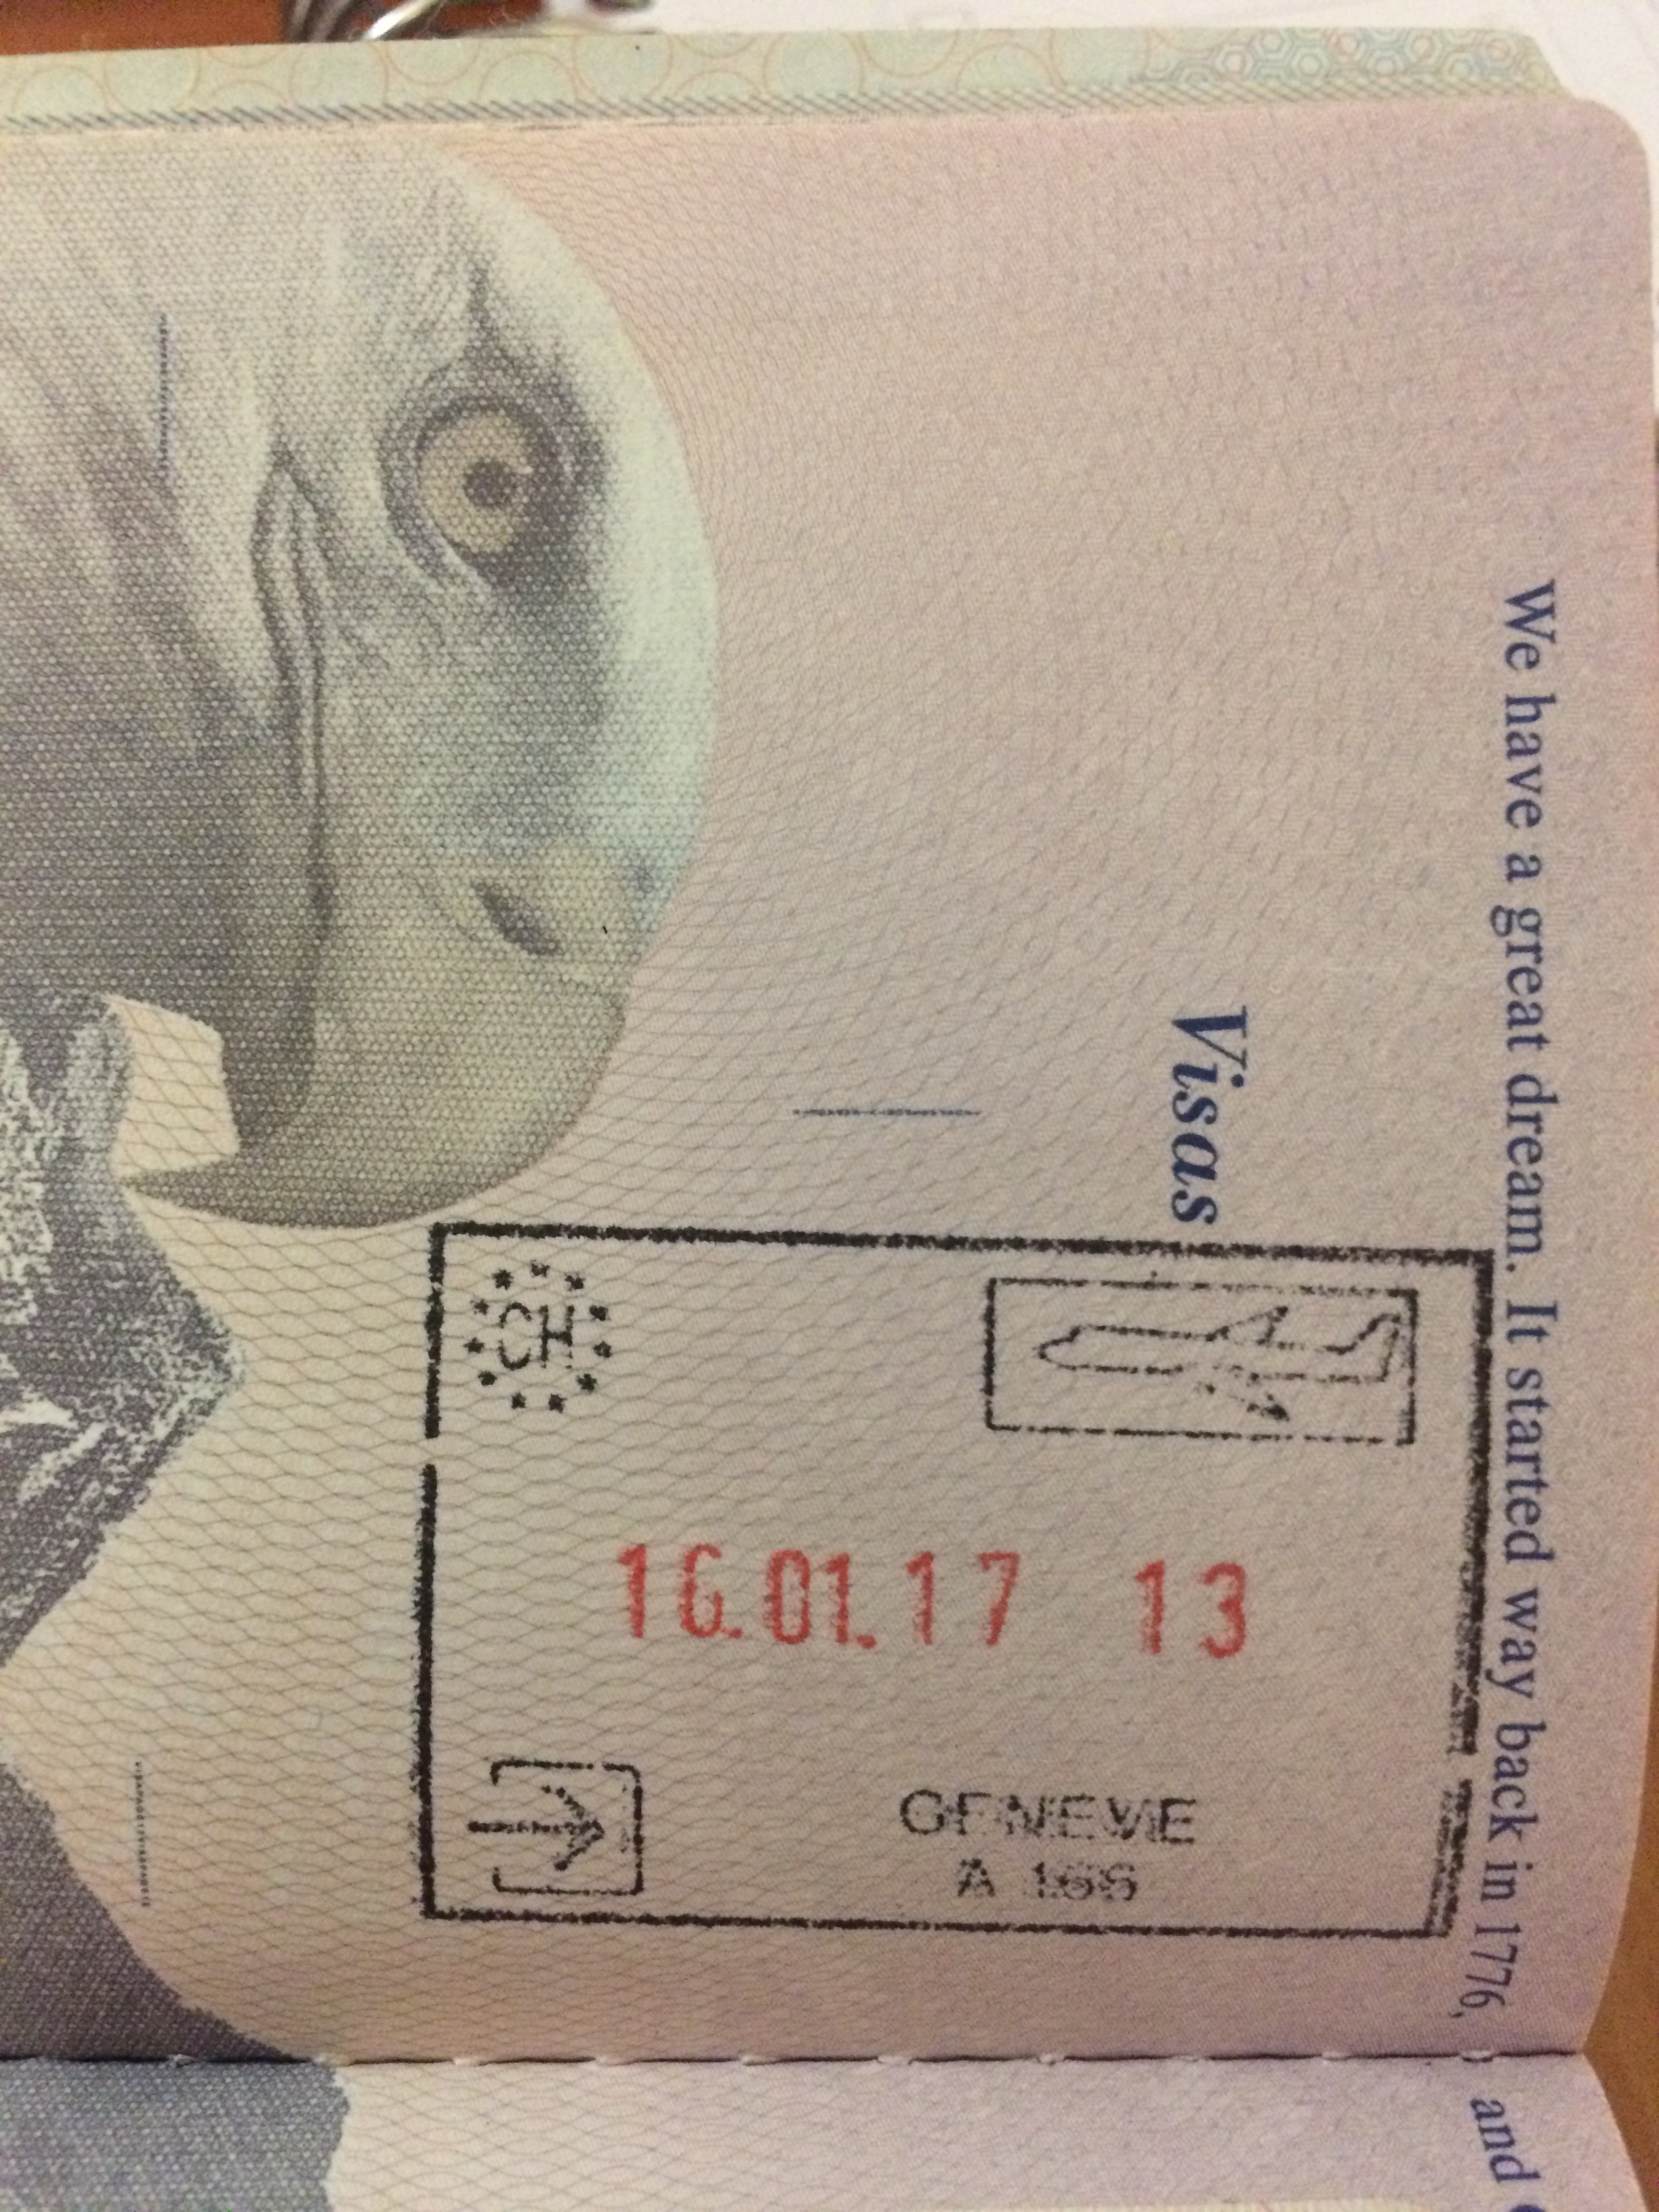 We have a great dream. It started way back in 1776,
and
Visas
CH
16.01.17 13
GENEVE